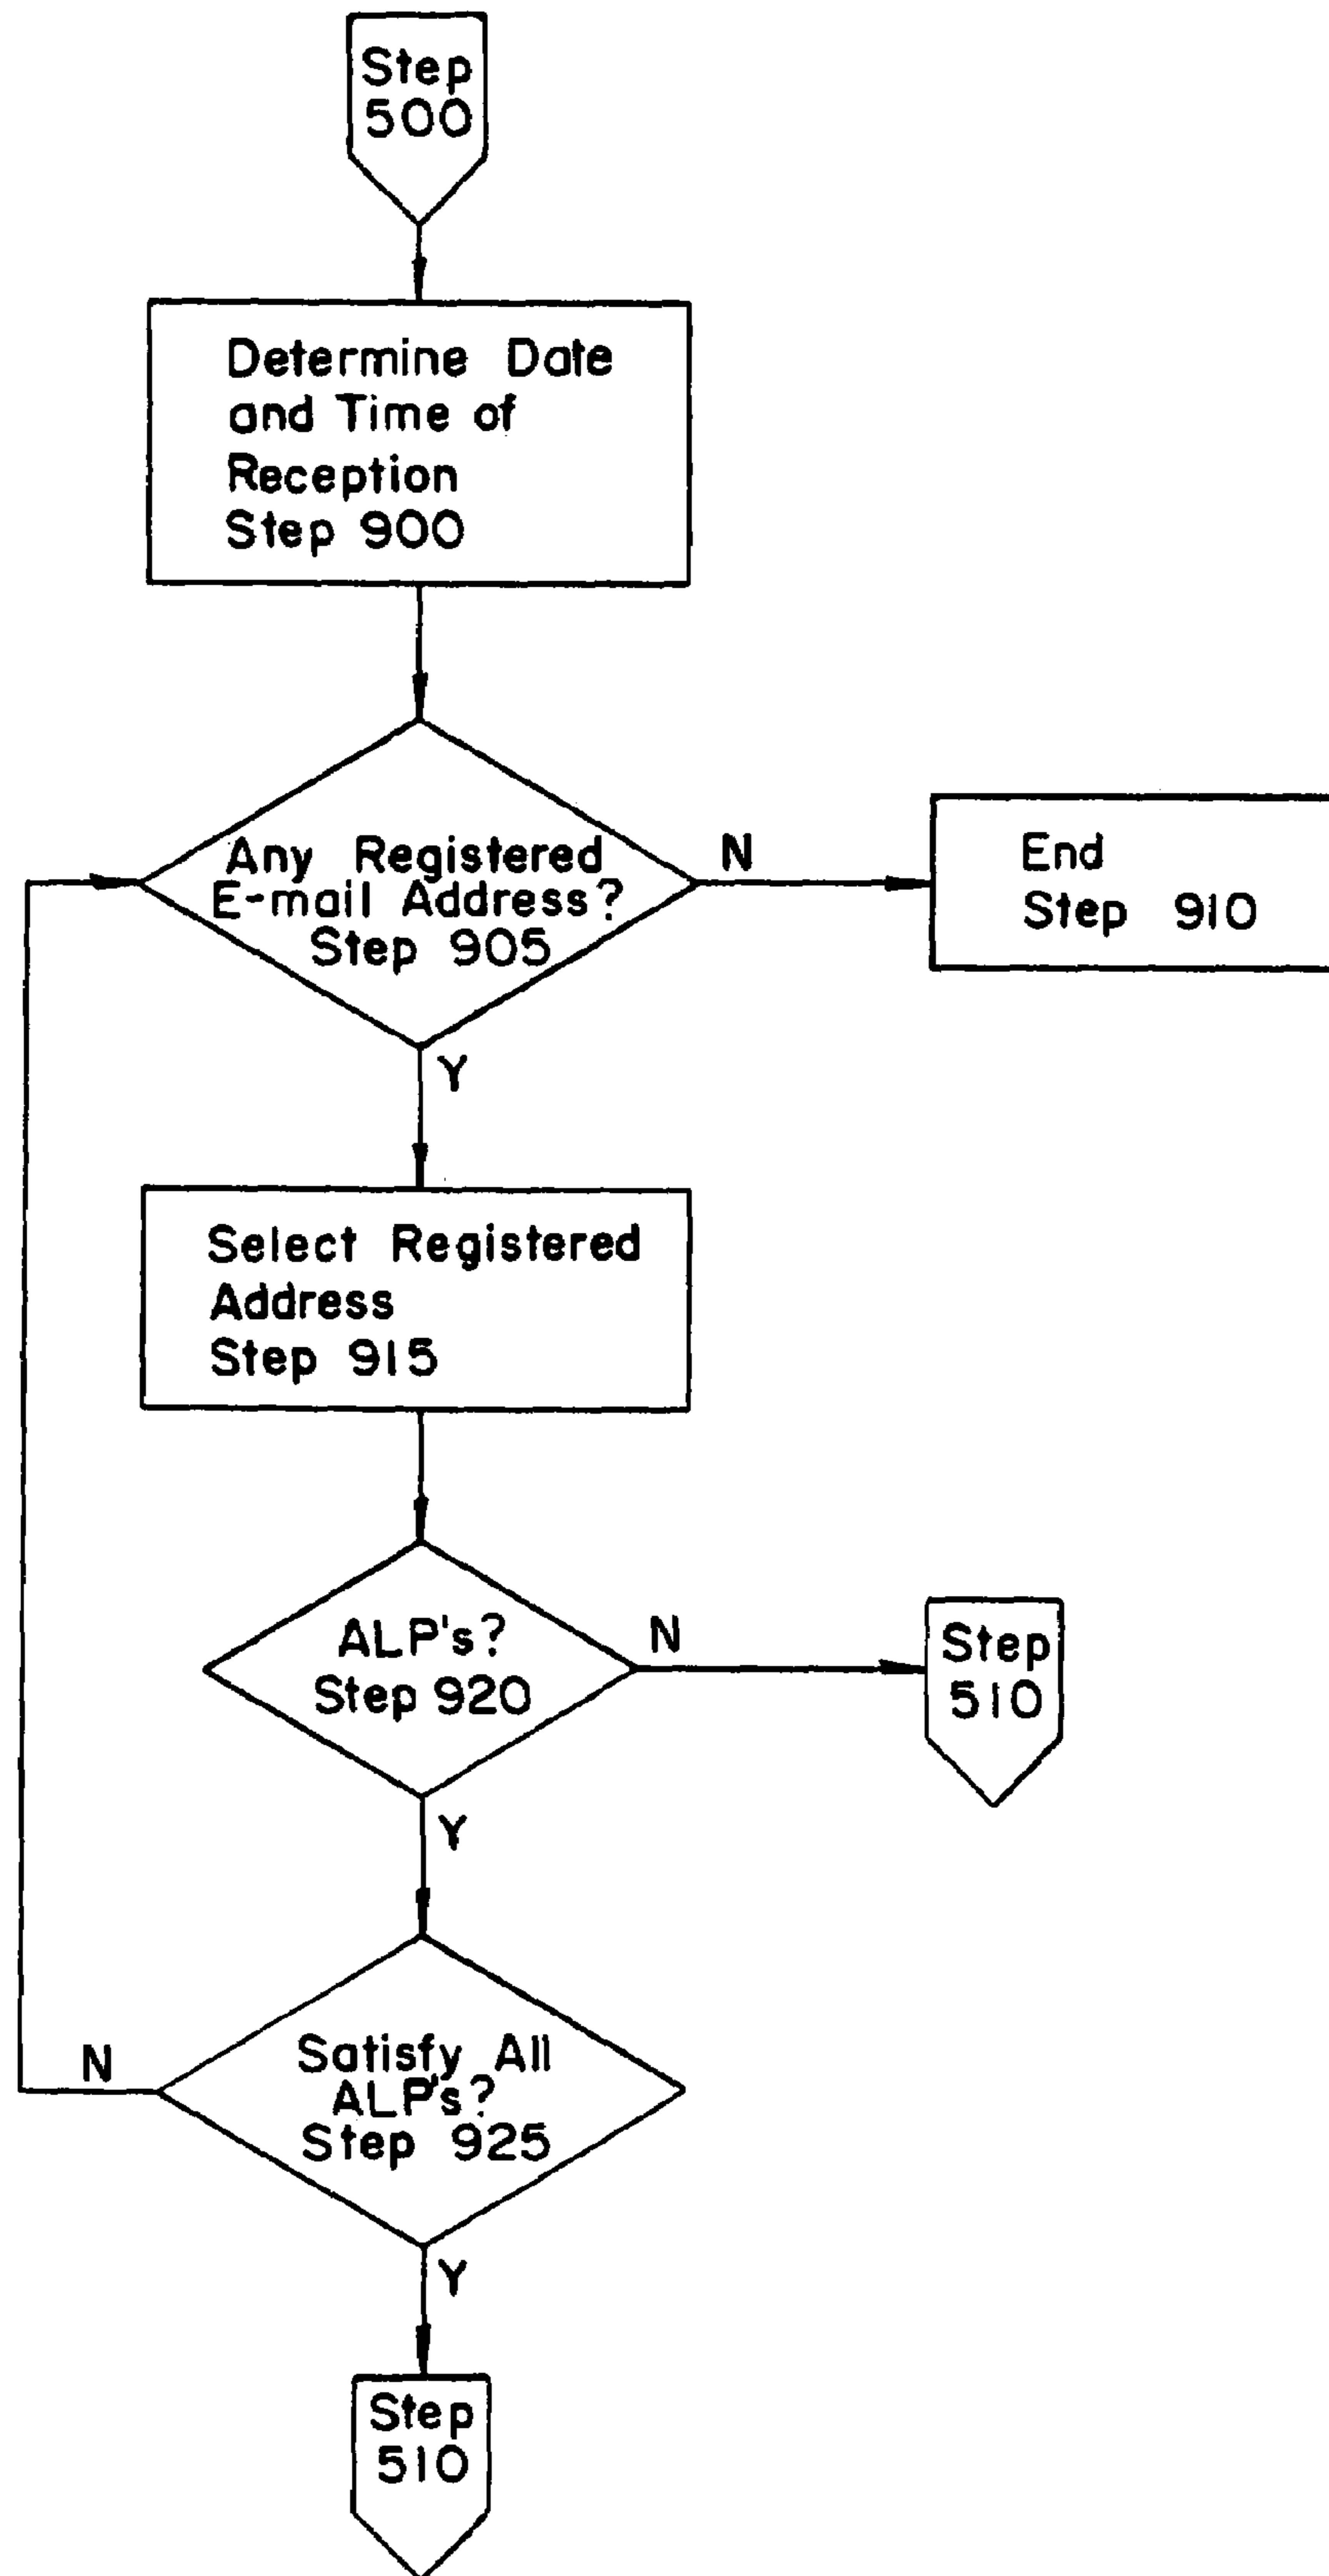 Step
500
Determine Date
and Time of
Reception
Step 900
Any Registered
E-mail Address?
Step 905
N
End
Step 910
Y
Select Registered
Address
Step 915
ALP's?
Step 920
N
Step
510
Y
Satisfy All
ALP's?
Step 925
N
Y
Step
510